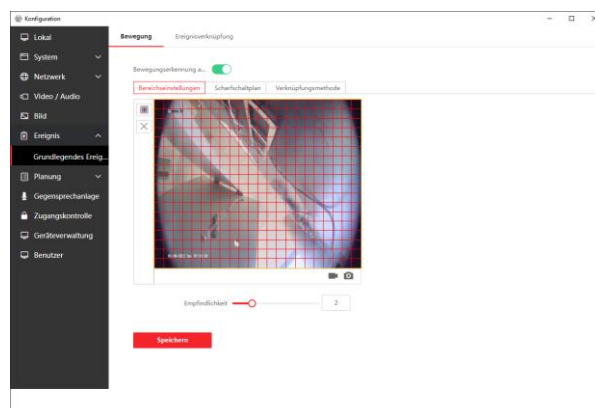 Konfiguration
Lokal
System
Netzwerk
Video / Audio
Bild
Ereignis
Grundlegendes Ereig...
Planung
Gegensprechanlage
Zugangskontrolle
Geräteverwaltung
Benutzer
Bewegung Ereignisverknüpfung
Bewegungserkennung a...
Bereichseinstellungen Scharfschaltplan Verknüpfungsmethode
Empfindlichkeit 2
Speichern